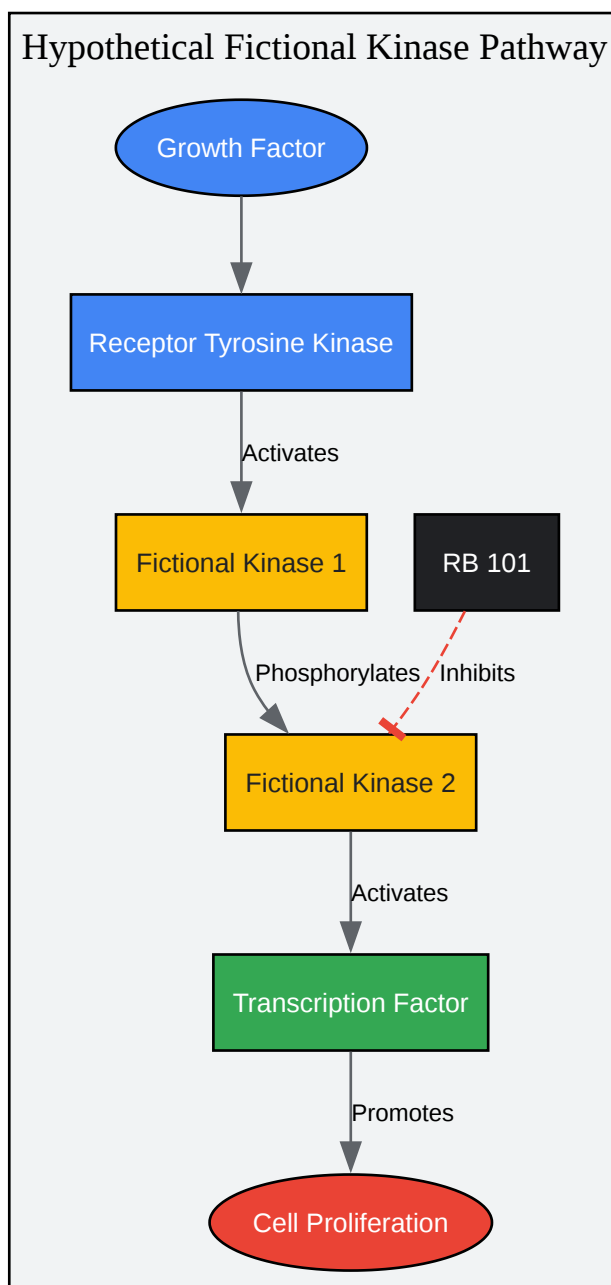 Hypothetical Fictional Kinase Pathway
Growth Factor
Receptor Tyrosine Kinase
Activates
Fictional Kinase 1
RB 101
Phosphorylates
Inhibits
Fictional Kinase 2
Activates
Transcription Factor
Promotes
Cell Proliferation